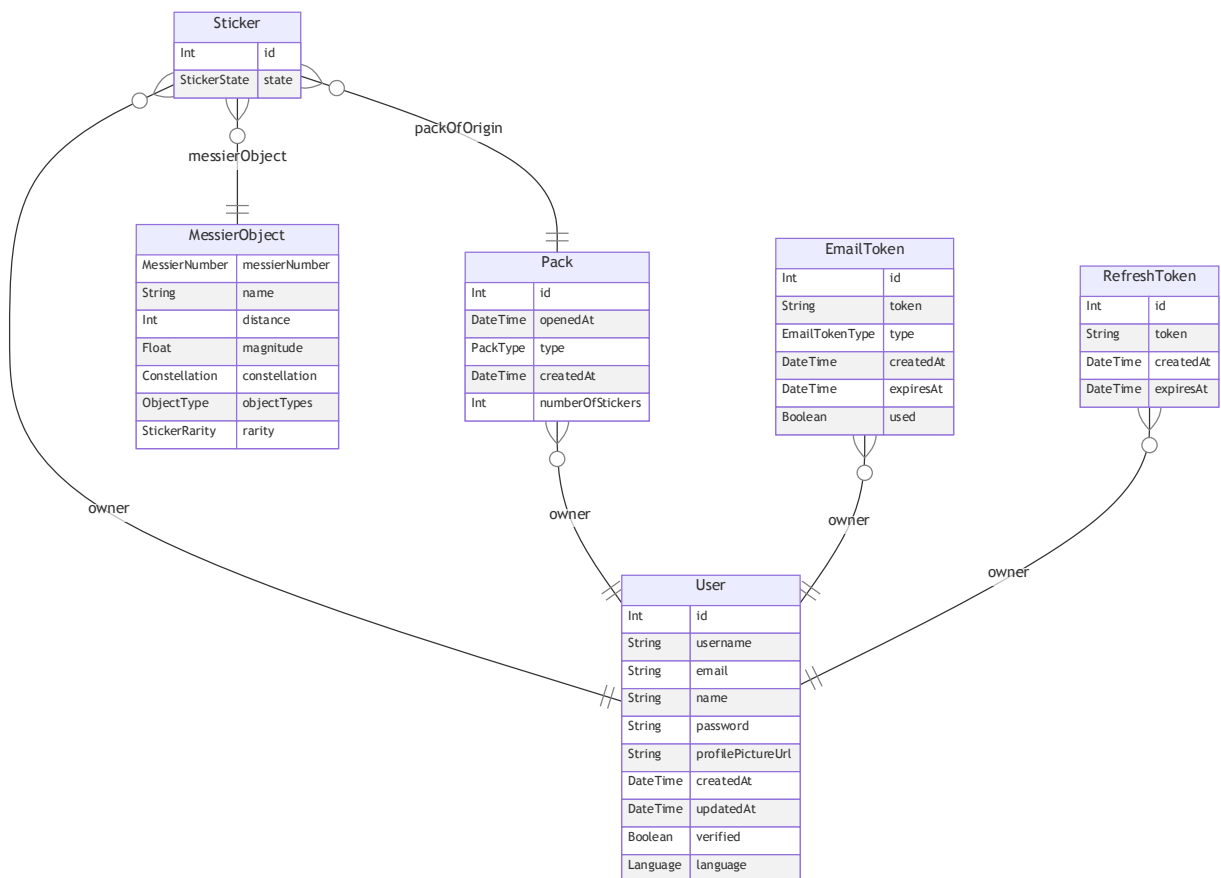 Sticker
Int id
StickerState state
packOfOrigin
messierObject
MessierObject
MessierNumber messierNumber
String name
Int distance
Float magnitude
Constellation constellation
ObjectType objectTypes
StickerRarity rarity
Pack
Int id
DateTime openedAt
PackType type
DateTime createdAt
Int numberOfStickers
EmailToken
Int id
String token
EmailTokenType type
DateTime createdAt
DateTime expiresAt
Boolean used
RefreshToken
Int id
String token
DateTime createdAt
DateTime expiresAt
owner
owner
owner
owner
User
Int id
String username
String email
String name
String password
String profilePictureUrl
DateTime createdAt
DateTime updatedAt
Boolean verified
Language language